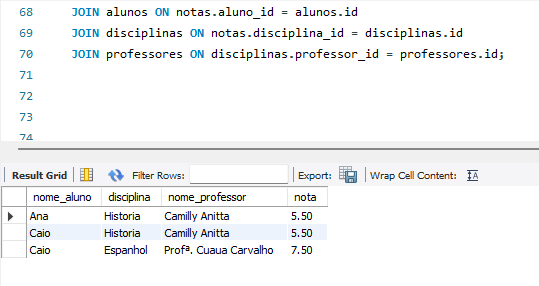 68 JOIN alunos ON notas.aluno_id = alunos.id
69 JOIN disciplinas ON notas.disciplina_id = disciplinas.id
70 JOIN professores ON disciplinas.professor_id = professores.id;
71
72
73
74
Result Grid Filter Rows: Export: Wrap Cell Content:
nome_aluno disciplina nome_professor nota
Ana Historia Camilly Anitta 5.50
Caio Historia Camilly Anitta 5.50
Caio Espanhol Profª. Cuaua Carvalho 7.50